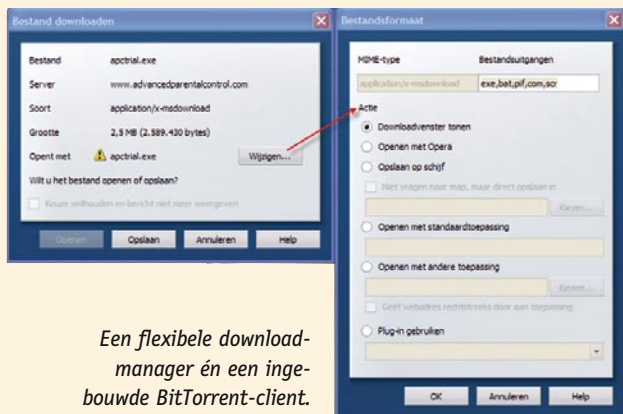 Bestand downloaden
Bestand apctrial.exe
Server www.advancedparentalcontrol.com
Soort application/x-msdownload
Grootte 2,5 MB (2.589.430 bytes)
Opent met apctrial.exe Wijzigen...
Wilt u het bestand openen of opslaan?
Keuze onthouden en bericht niet meer weergeven
Openen Opslaan Annuleren Help
Bestandsformaat
MIME-type Bestandsuitgangen
application/x-msdownload exe,bat,pif,com,scr
Actie
Downloadvenster tonen
Openen met Opera
Opslaan op schijf
Niet vragen naar map, maar direct opslaan in
Kiezen...
Openen met standaardtoepassing
Openen met andere toepassing
Kiezen...
Geef webadres rechtstreeks door aan toepassing
Plug-in gebruiken
OK Annuleren Help
Een flexibele download-
manager én een inge-
bouwde BitTorrent-client.